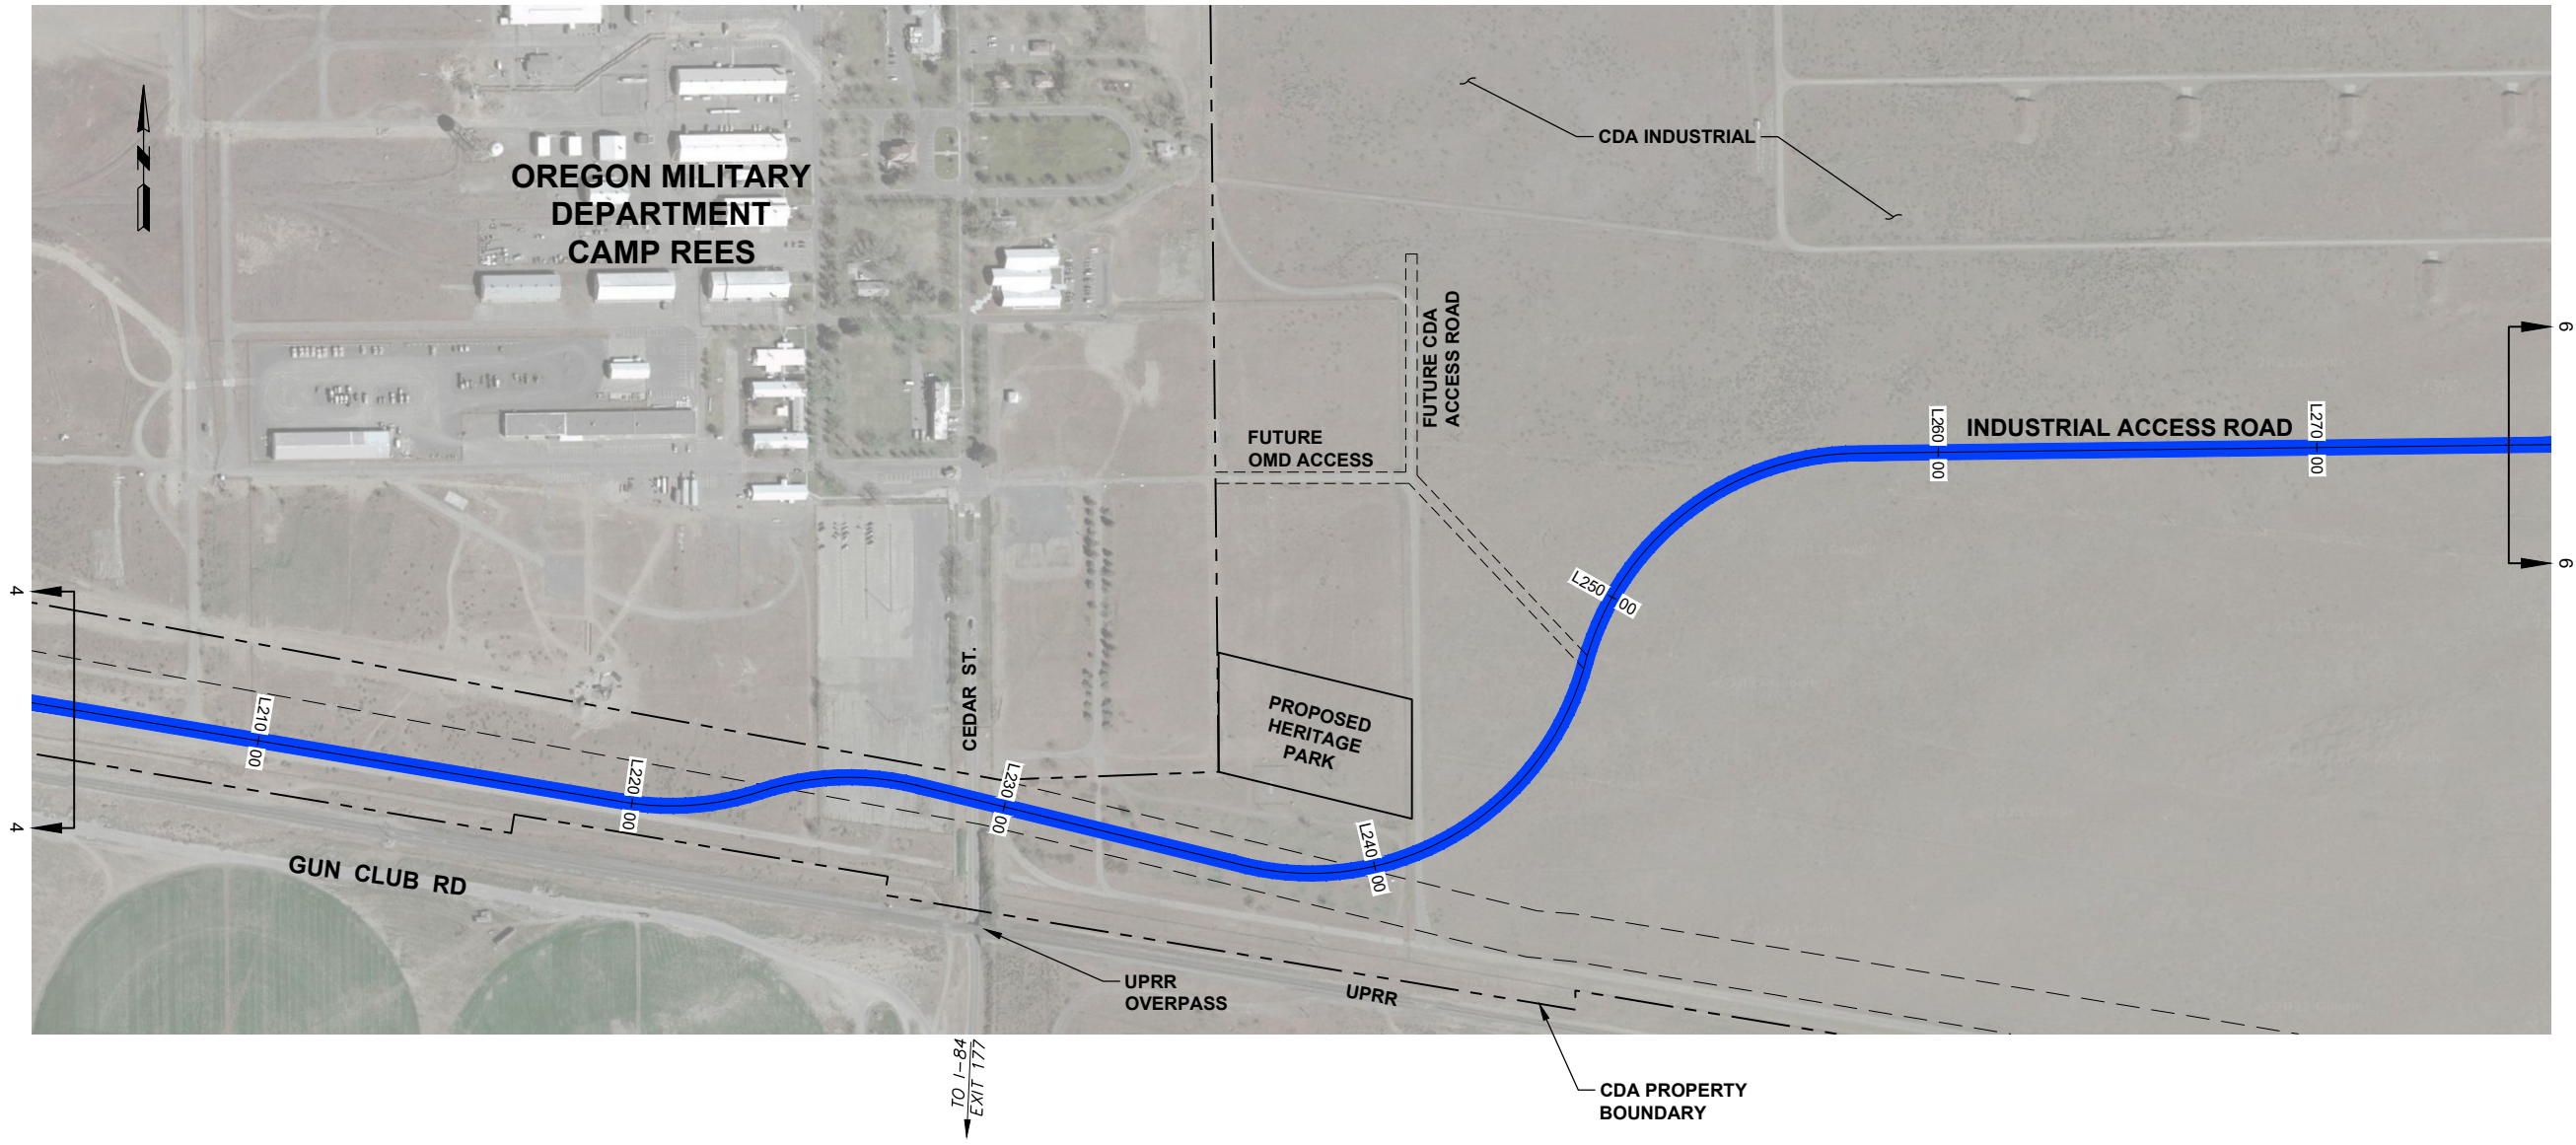 N
OREGON MILITARY
DEPARTMENT
CAMP REES
CDA INDUSTRIAL
FUTURE CDA
ACCESS ROAD
FUTURE
OMD ACCESS
INDUSTRIAL ACCESS ROAD
L260 00
L270 00
6
6
L250 00
4
4
CEDAR ST.
PROPOSED
HERITAGE
PARK
L210 00
L220 00
L230 00
L240 00
GUN CLUB RD
UPRR
OVERPASS
UPRR
TO I-84
EXIT 177
CDA PROPERTY
BOUNDARY